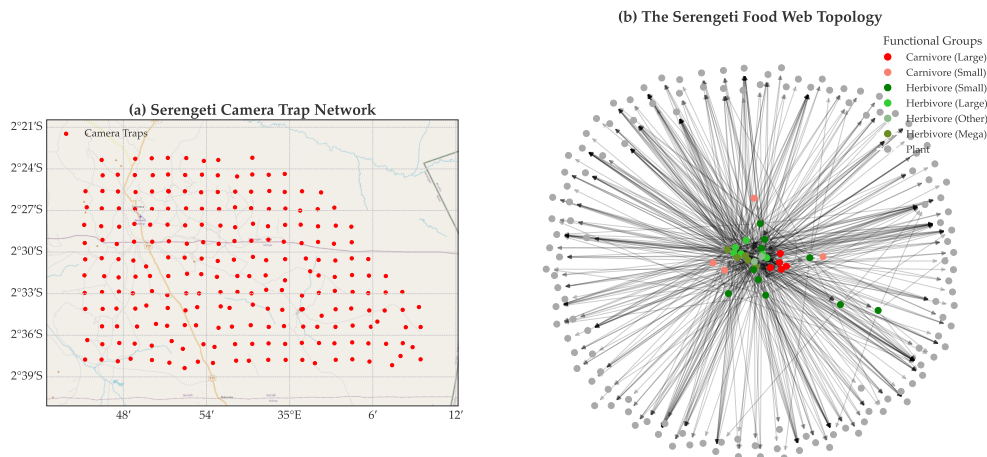 (b) The Serengeti Food Web Topology
Functional Groups
Carnivore (Large)
Carnivore (Small)
Herbivore (Small)
Herbivore (Large)
Herbivore (Other)
Herbivore (Mega)
Plant
(a) Serengeti Camera Trap Network
Camera Traps
2°21'S
2°24'S
2°27'S
2°30'S
2°33'S
2°36'S
2°39'S
48'
54'
35°E
6'
12'